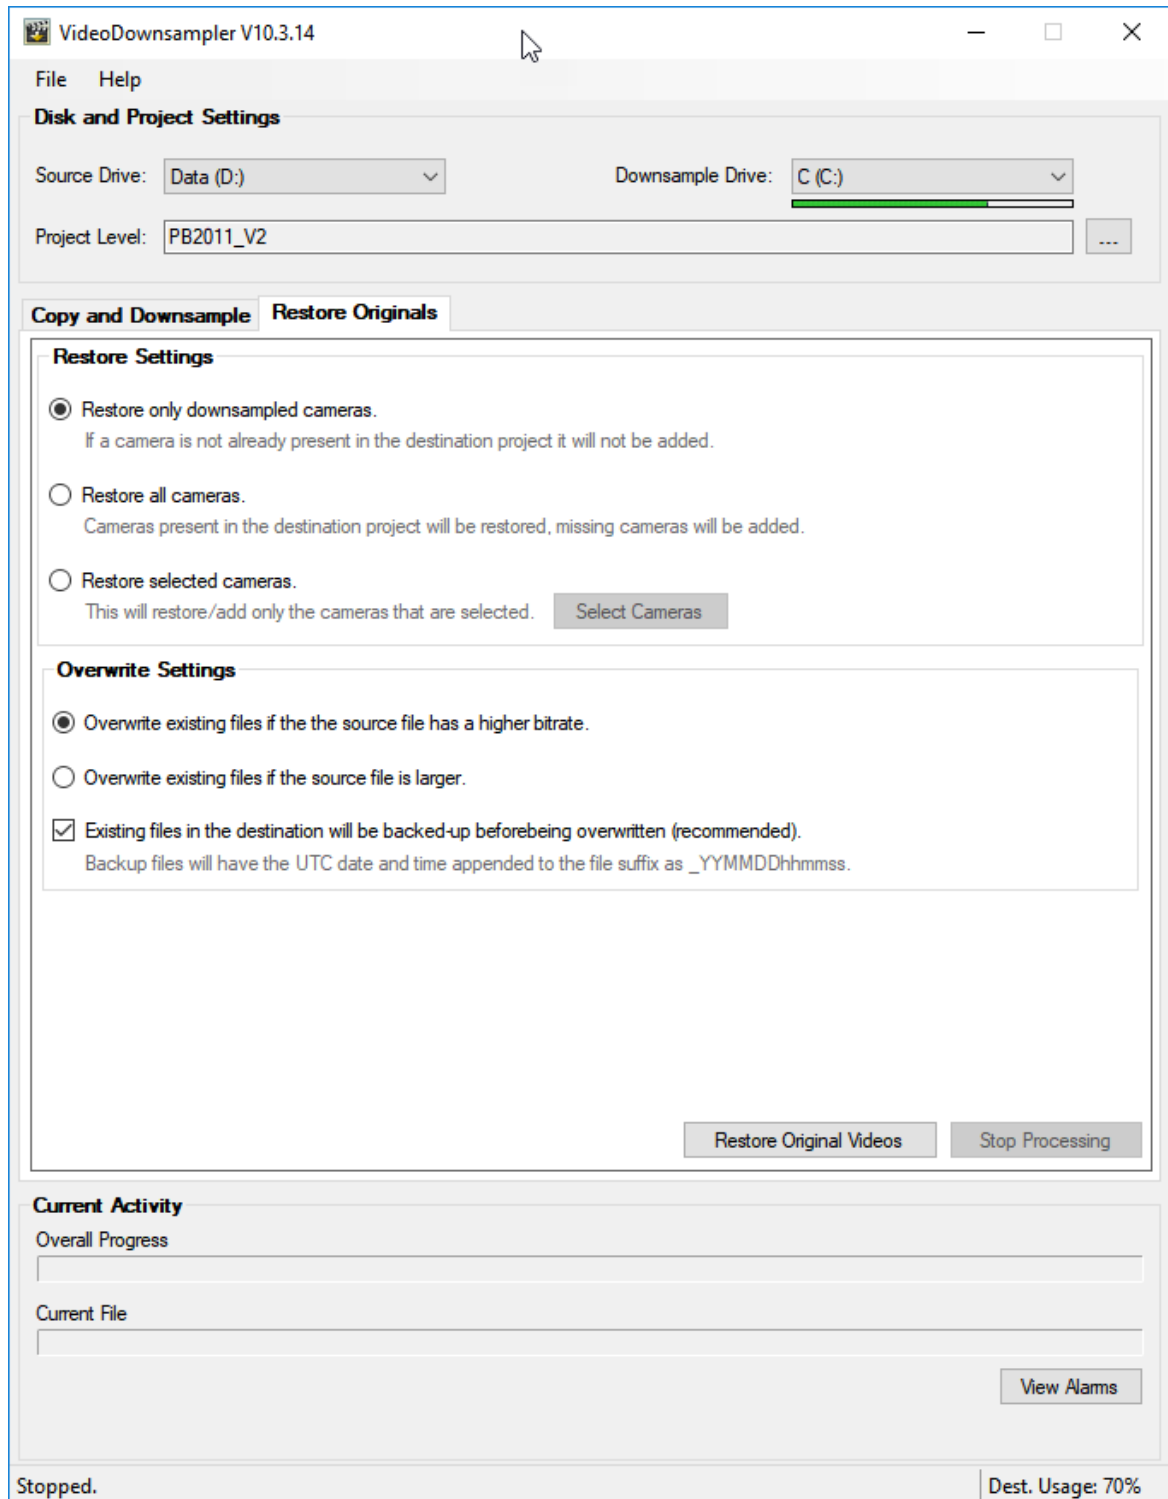 VideoDownsampler V10.3.14
File Help
Disk and Project Settings
Source Drive: Data (D:) Downsample Drive: C (C:)
Project Level: PB2011_V2 ...
Copy and Downsample Restore Originals
Restore Settings
Restore only downsampled cameras.
If a camera is not already present in the destination project it will not be added.
Restore all cameras.
Cameras present in the destination project will be restored, missing cameras will be added.
Restore selected cameras.
This will restore/add only the cameras that are selected. Select Cameras
Overwrite Settings
Overwrite existing files if the the source file has a higher bitrate.
Overwrite existing files if the source file is larger.
Existing files in the destination will be backed-up beforebeing overwritten (recommended).
Backup files will have the UTC date and time appended to the file suffix as _YYMMDDhhmmss.
Restore Original Videos Stop Processing
Current Activity
Overall Progress
Current File
View Alarms
Stopped. Dest. Usage: 70%